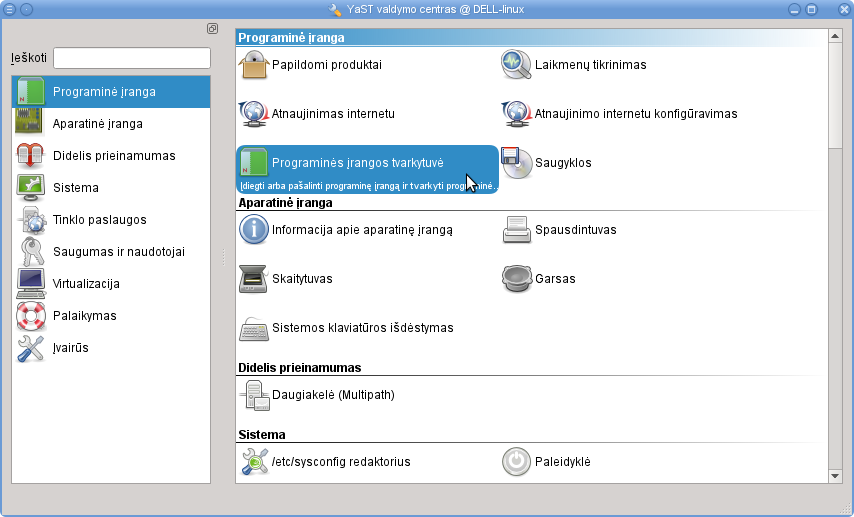 YaST valdymo centras @ DELL-linux
Ieškoti
Programinė įranga
Aparatinė įranga
Didelis prieinamumas
Sistema
Tinklo paslaugos
Saugumas ir naudotojai
Virtualizacija
Palaikymas
Įvairūs
Programinė įranga
Papildomi produktai
Laikmenų tikrinimas
Atnaujinimas internetu
Atnaujinimo internetu konfigūravimas
Programinės įrangos tvarkytuvė
Įdiegti arba pašalinti programinę įrangą ir tvarkyti programinė...
Saugyklos
Aparatinė įranga
Informacija apie aparatinę įrangą
Spausdintuvas
Skaitytuvas
Garsas
Sistemos klaviatūros išdėstymas
Didelis prieinamumas
Daugiakelė (Multipath)
Sistema
/etc/sysconfig redaktorius
Paleidyklė